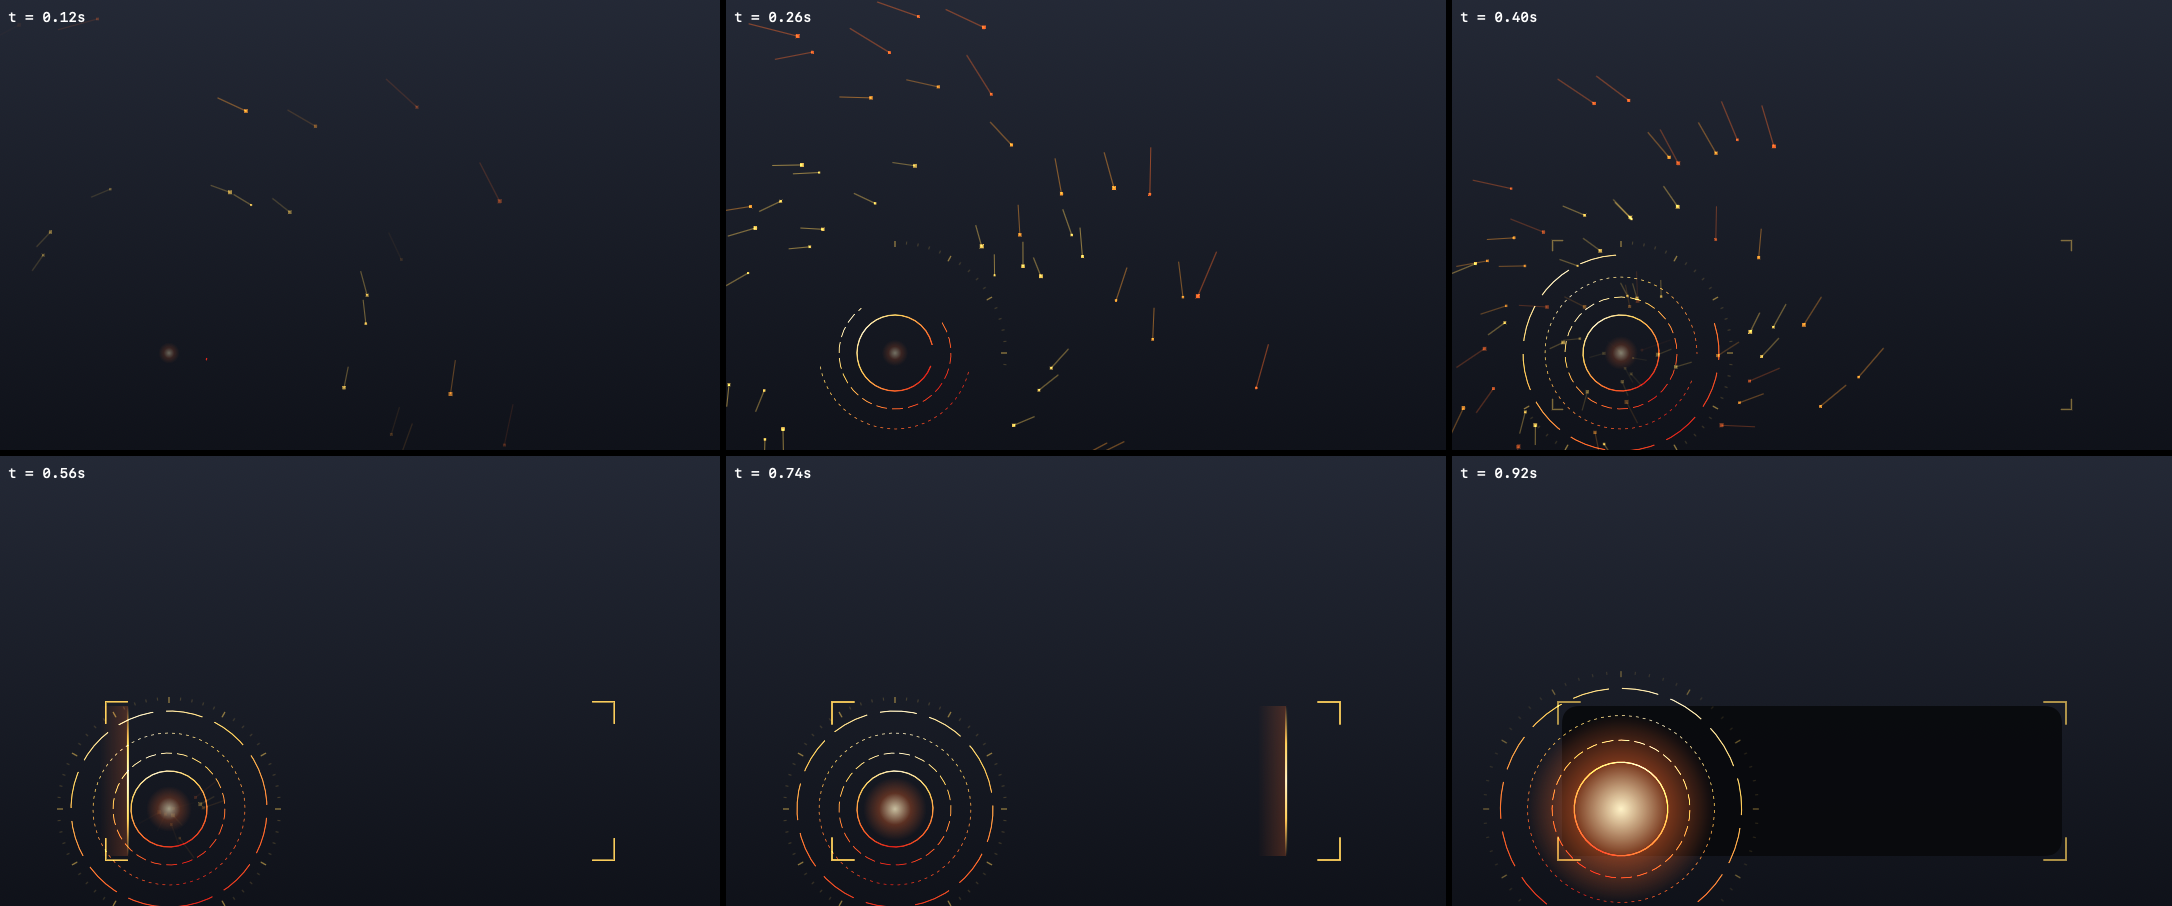 t = 0.12s
t = 0.26s
t = 0.40s
t = 0.56s
t = 0.74s
t = 0.92s